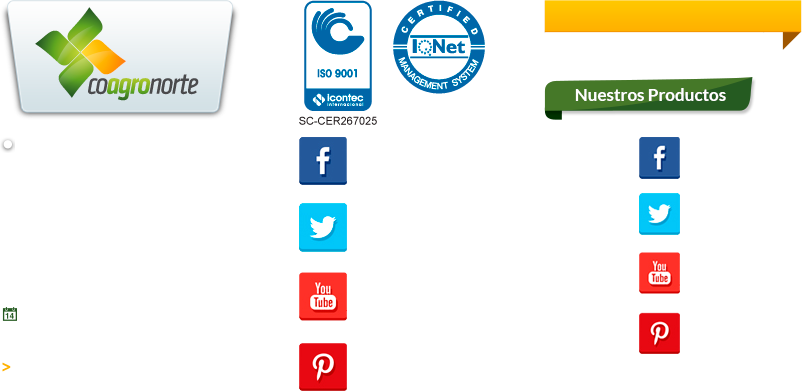 coagronorte
ISO 9001
icontec
internacional
SC-CER267025
CERTIFIED
IQNet
MANAGEMENT SYSTEM
Nuestros Productos
f
f
You
Tube
You
Tube
14
>